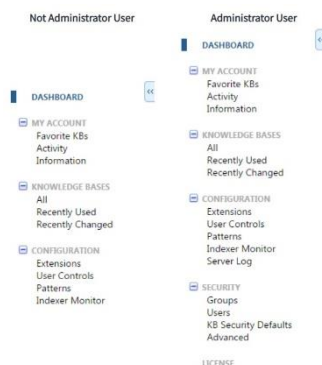 Not Administrator User
DASHBOARD
<<
MY ACCOUNT
Favorite KBs
Activity
Information
KNOWLEDGE BASES
All
Recently Used
Recently Changed
CONFIGURATION
Extensions
User Controls
Patterns
Indexer Monitor
Administrator User
DASHBOARD
MY ACCOUNT
Favorite KBs
Activity
Information
KNOWLEDGE BASES
All
Recently Used
Recently Changed
CONFIGURATION
Extensions
User Controls
Patterns
Indexer Monitor
Server Log
SECURITY
Groups
Users
KB Security Defaults
Advanced
LICENSE